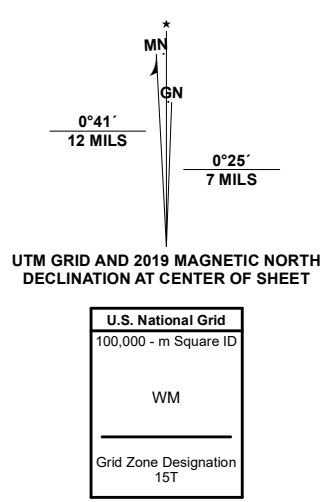 MN
GN
0°41´
12 MILS
0°25´
7 MILS
UTM GRID AND 2019 MAGNETIC NORTH
DECLINATION AT CENTER OF SHEET
U.S. National Grid
100,000 - m Square ID
WM
Grid Zone Designation
15T